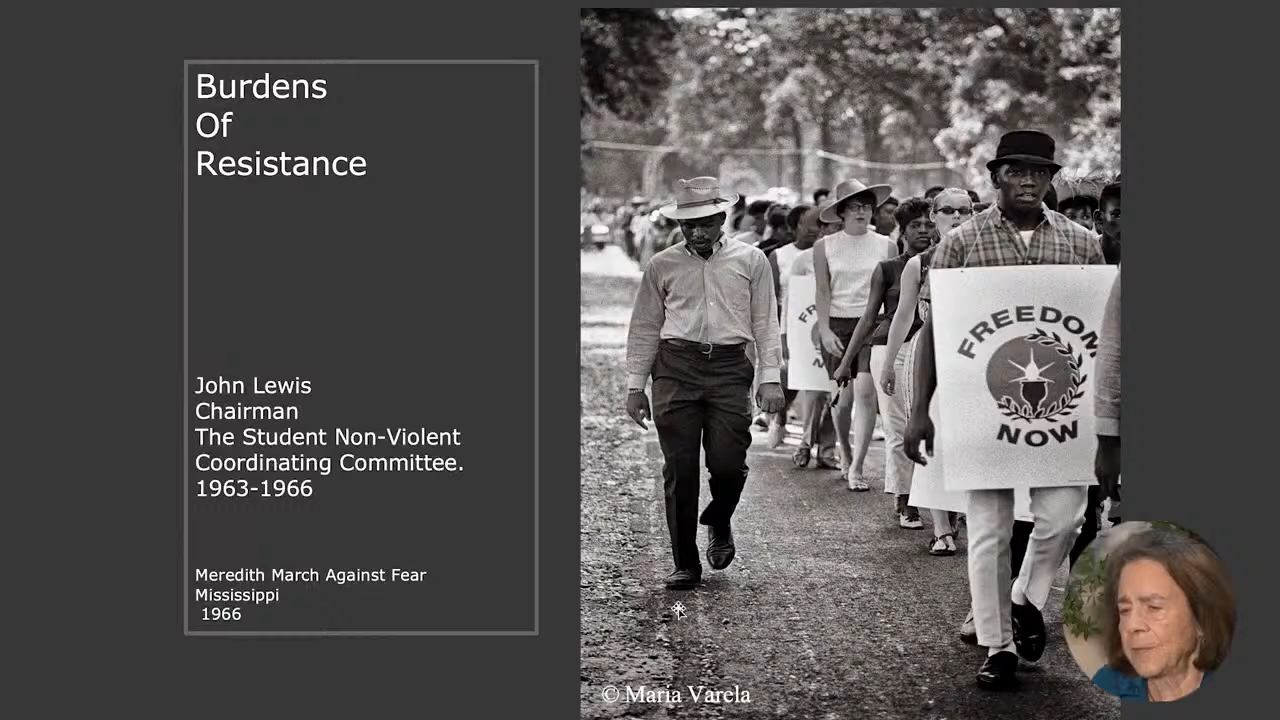 Burdens
Of
Resistance
John Lewis
Chairman
The Student Non-Violent
Coordinating Committee.
1963-1966
Meredith March Against Fear
Mississippi
1966
FR
FREEDOM
NOW
© Maria Varela